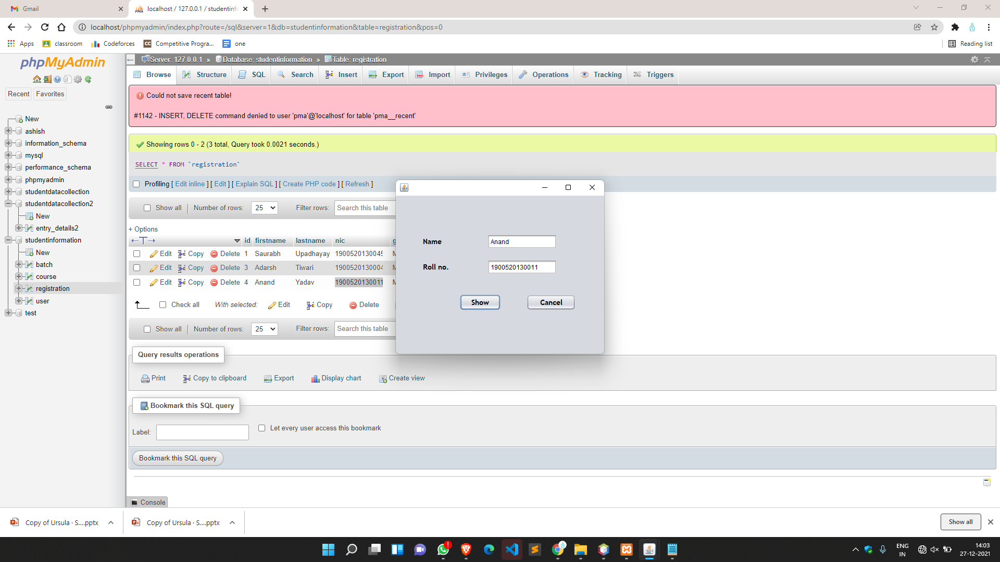 Gmail
localhost / 127.0.0.1 / studentinfo
localhost/phpmyadmin/index.php?route=/sql&server=1&db=studentinformation&table=registration&pos=0
Apps classroom Codeforces CC Competitive Progra... one Reading list
phpMyAdmin
Server: 127.0.0.1 » Database: studentinformation » Table: registration
Browse Structure SQL Search Insert Export Import Privileges Operations Tracking Triggers
Recent Favorites
New
ashish
information_schema
mysql
performance_schema
phpmyadmin
studentdatacollection
studentdatacollection2
New
entry_details2
studentinformation
New
batch
course
registration
user
test
Could not save recent table!
#1142 - INSERT, DELETE command denied to user 'pma'@'localhost' for table 'pma__recent'
Showing rows 0 - 2 (3 total, Query took 0.0021 seconds.)
SELECT * FROM `registration`
Profiling [ Edit inline ] [ Edit ] [ Explain SQL ] [ Create PHP code ] [ Refresh ]
Show all Number of rows: 25 Filter rows: Search this table
+ Options
id firstname lastname nic
Edit Copy Delete 1 Saurabh Upadhayay 1900520130045
Edit Copy Delete 3 Adarsh Tiwari 1900520130004
Edit Copy Delete 4 Anand Yadav 1900520130011
Check all With selected: Edit Copy Delete
Show all Number of rows: 25 Filter rows: Search this table
Name Anand
Roll no. 1900520130011
Show Cancel
Query results operations
Print Copy to clipboard Export Display chart Create view
Bookmark this SQL query
Label: Let every user access this bookmark
Bookmark this SQL query
Console
Copy of Ursula · S....pptx Copy of Ursula · S....pptx Show all
ENG
IN
14:03
27-12-2021